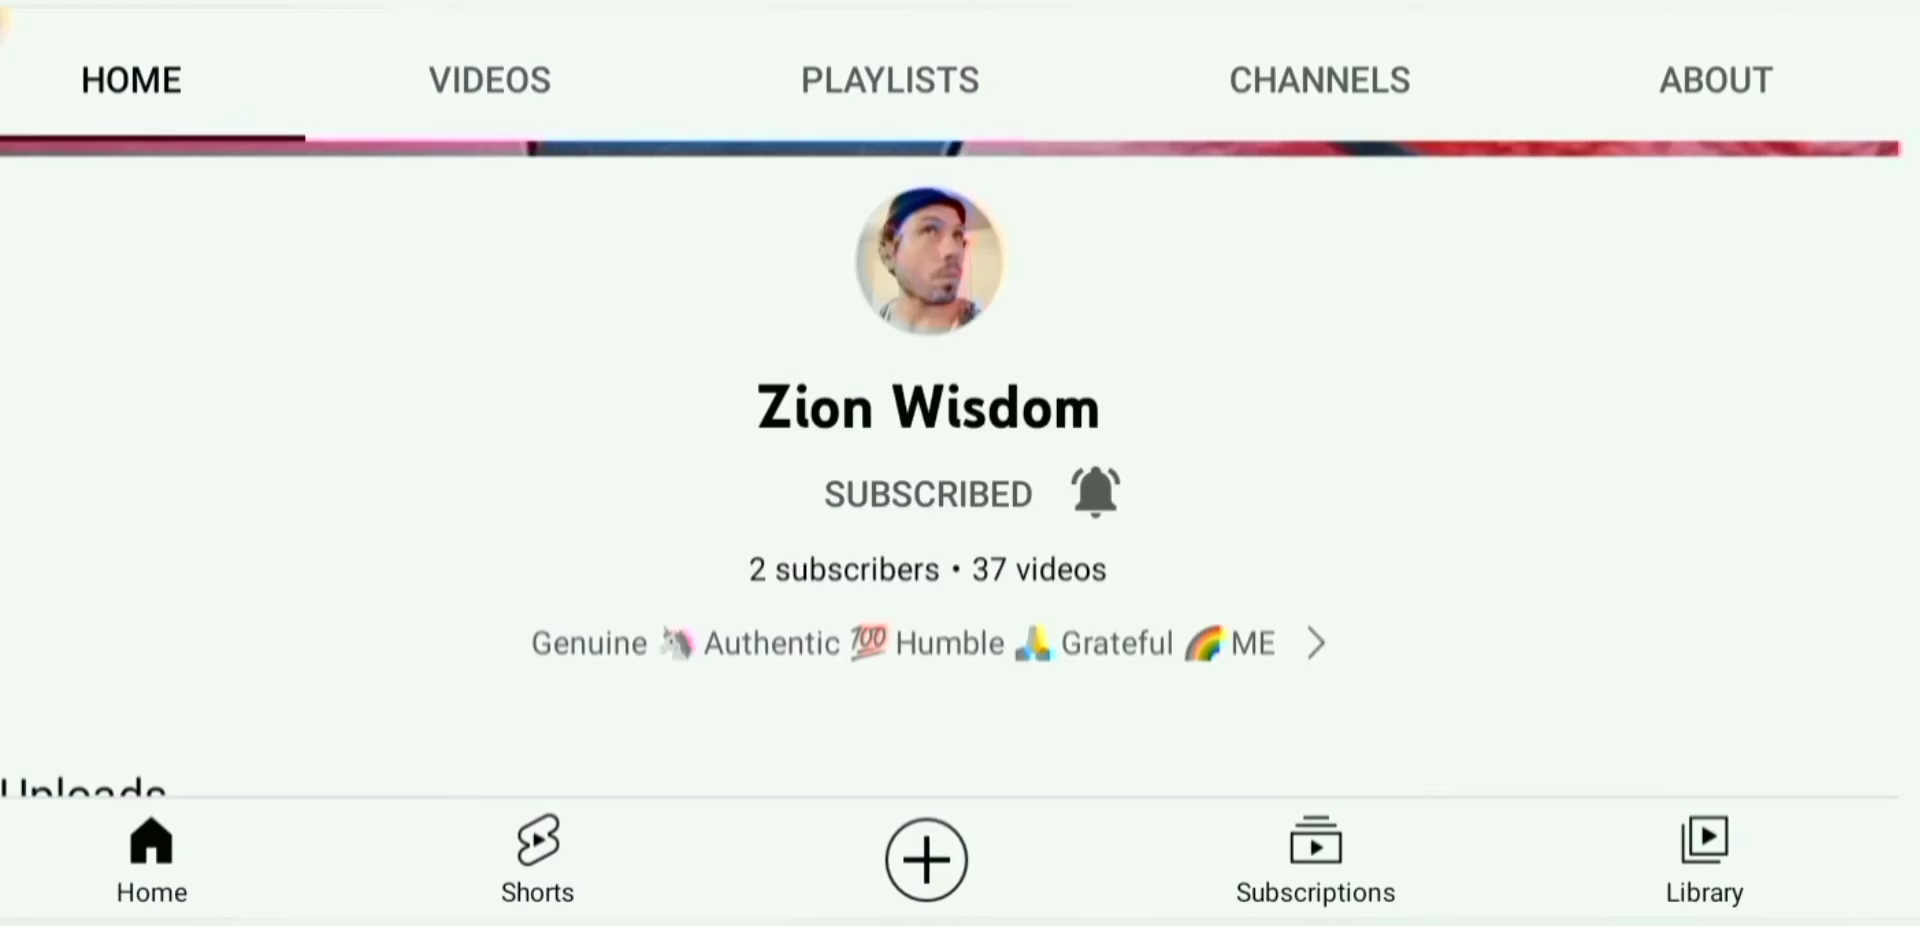 HOME VIDEOS PLAYLISTS CHANNELS ABOUT
Zion Wisdom
SUBSCRIBED
2 subscribers • 37 videos
Genuine 🦄 Authentic 💯 Humble 🙏 Grateful 🌈 ME
Uploads
Home Shorts Subscriptions Library